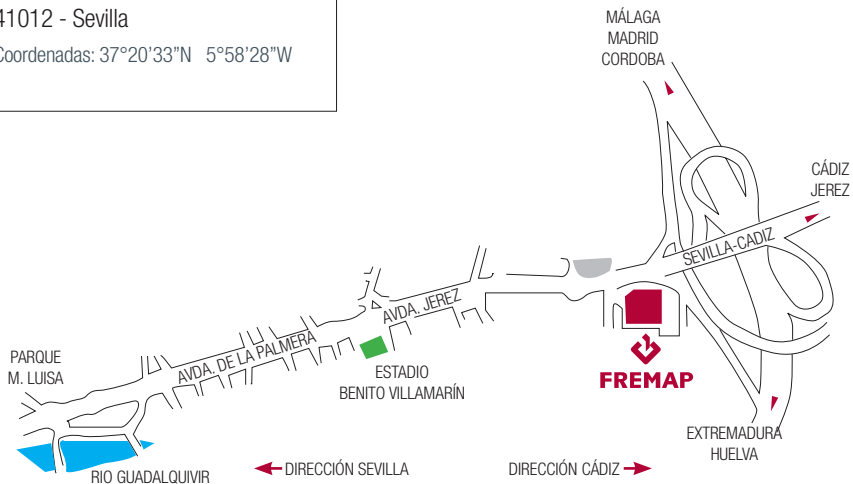 41012 - Sevilla
Coordenadas: 37°20’33”N 5°58’28”W
MÁLAGA
MADRID
CORDOBA
CÁDIZ
JEREZ
SEVILLA-CADIZ
AVDA. JEREZ
AVDA. DE LA PALMERA
PARQUE
M. LUISA
ESTADIO
BENITO VILLAMARÍN
FREMAP
EXTREMADURA
HUELVA
RIO GUADALQUIVIR
DIRECCIÓN SEVILLA
DIRECCIÓN CÁDIZ